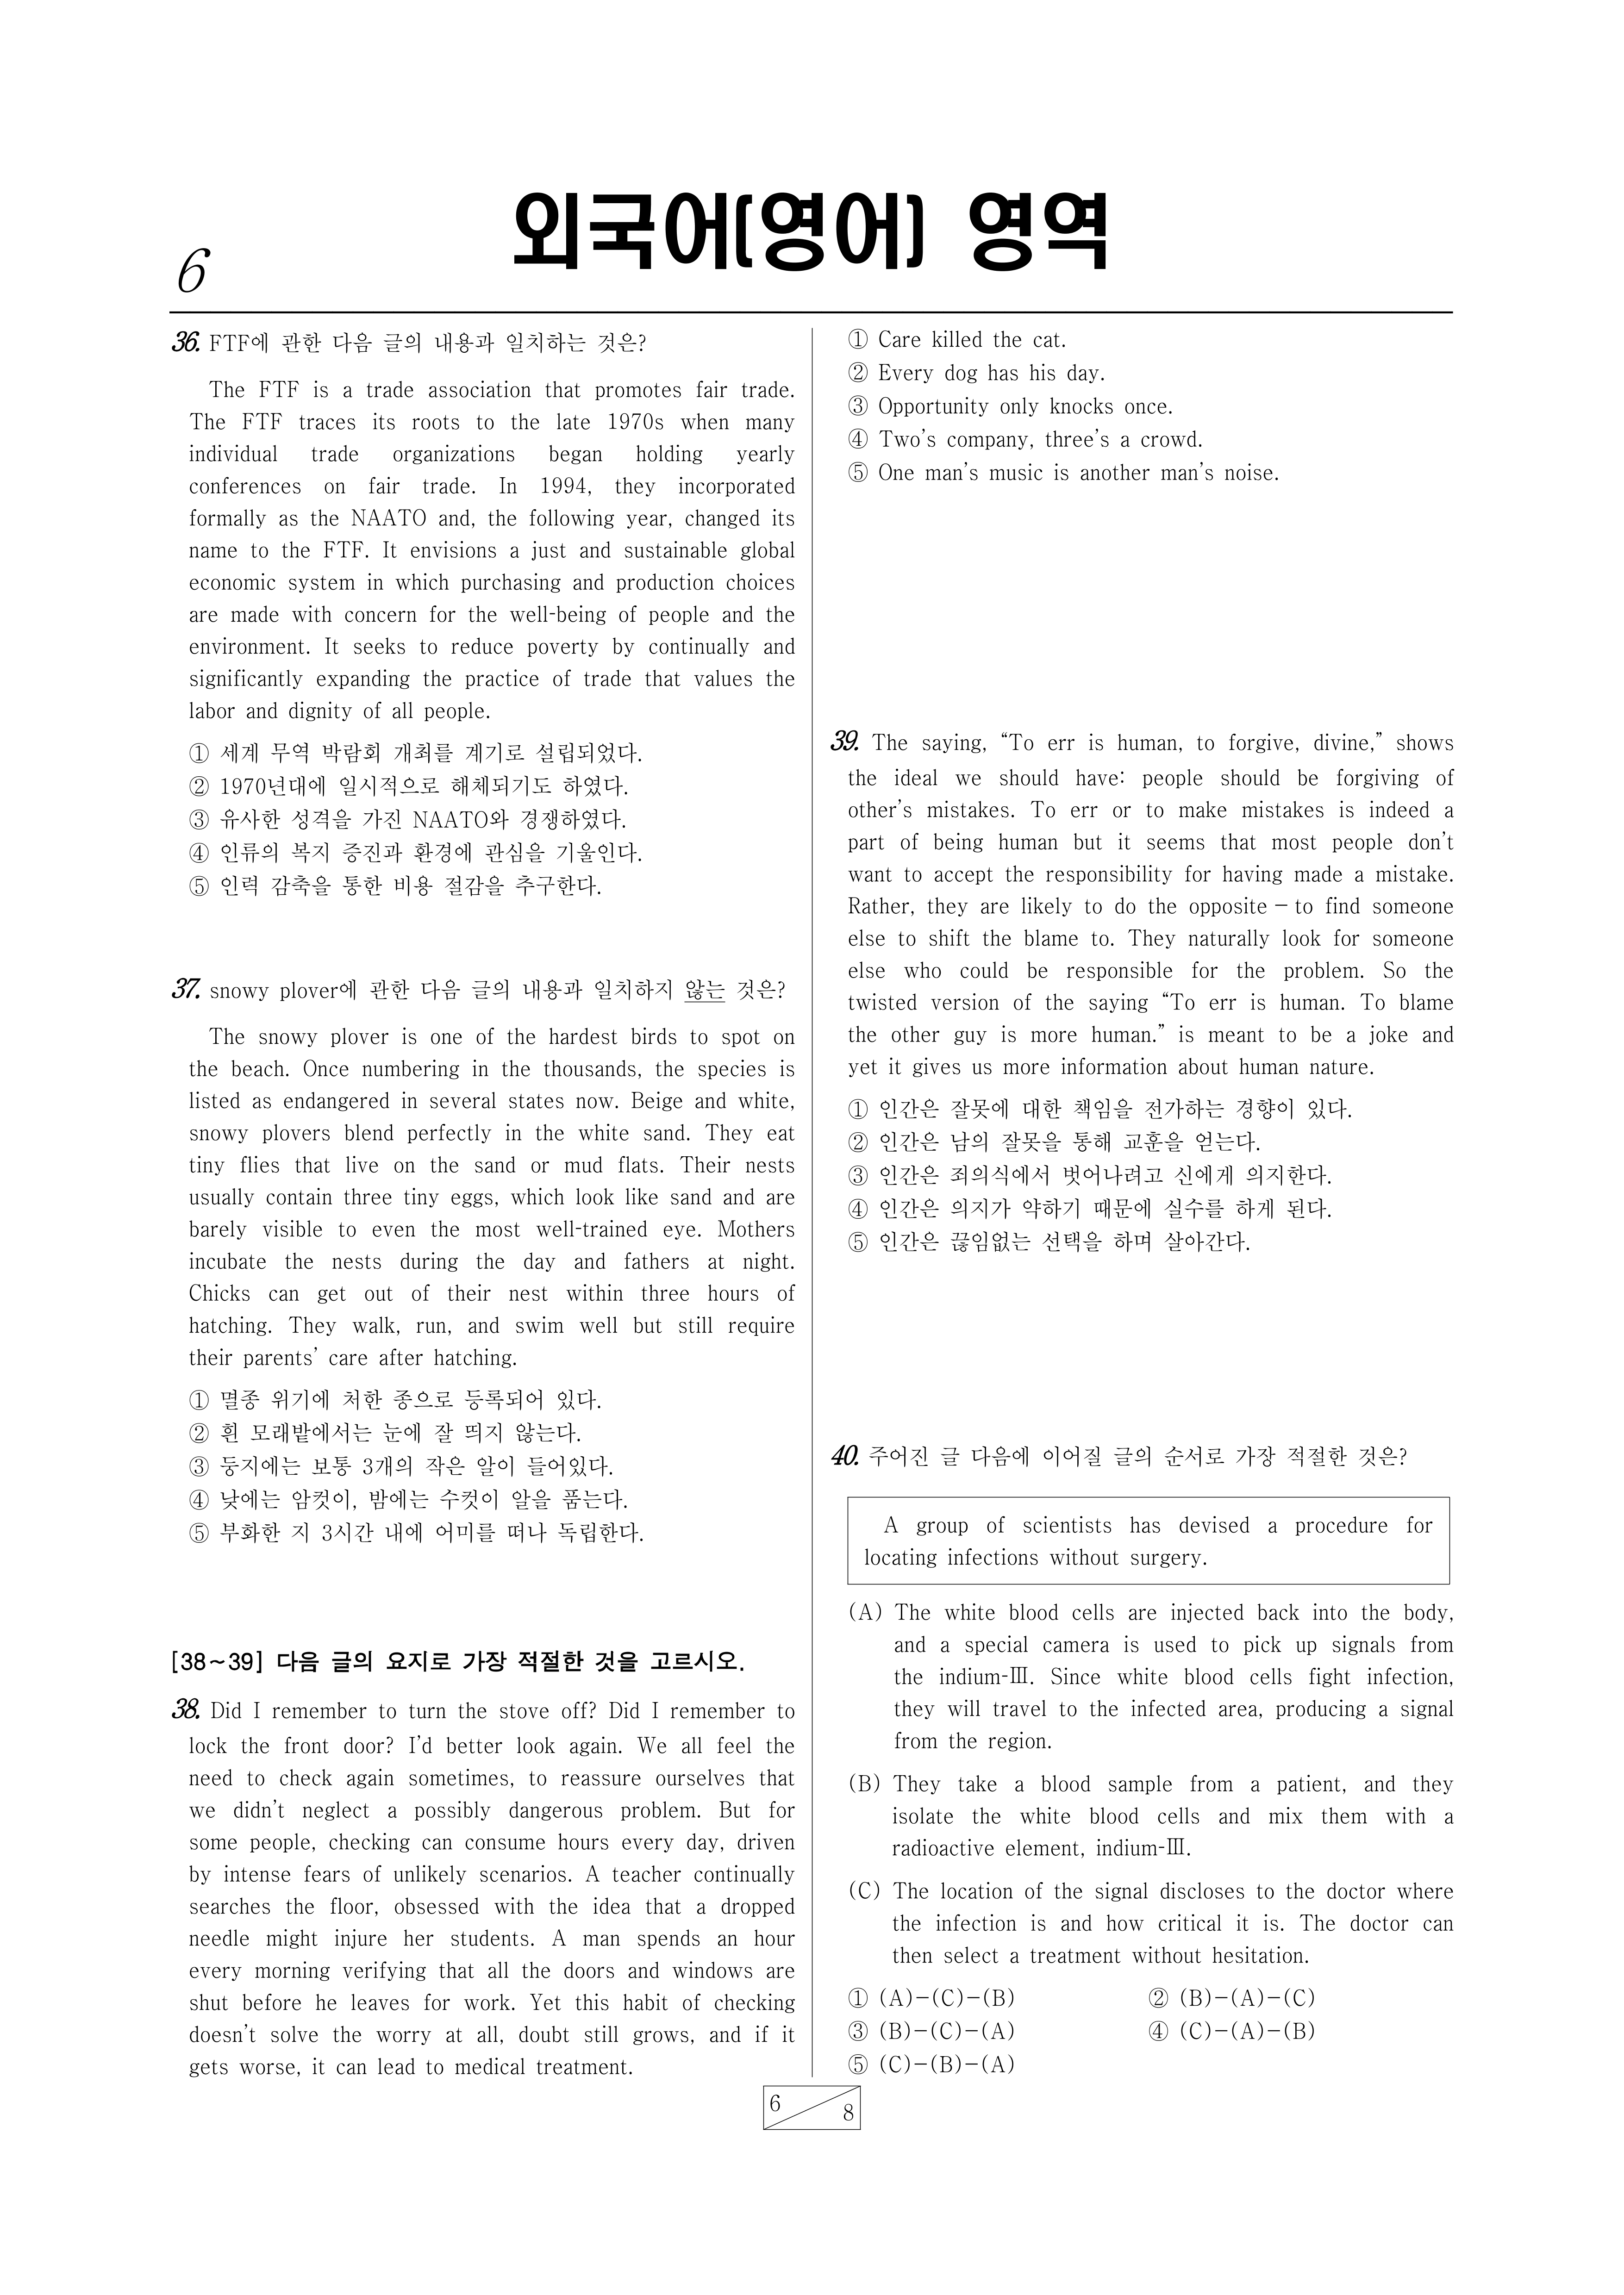 외국어(영어) 영역
6
36. FTF에 관한 다음 글의 내용과 일치하는 것은?
The FTF is a trade association that promotes fair trade.
The FTF traces its roots to the late 1970s when many
individual trade organizations began holding yearly
conferences on fair trade. In 1994, they incorporated
formally as the NAATO and, the following year, changed its
name to the FTF. It envisions a just and sustainable global
economic system in which purchasing and production choices
are made with concern for the well-being of people and the
environment. It seeks to reduce poverty by continually and
significantly expanding the practice of trade that values the
labor and dignity of all people.
① 세계 무역 박람회 개최를 계기로 설립되었다.
② 1970년대에 일시적으로 해체되기도 하였다.
③ 유사한 성격을 가진 NAATO와 경쟁하였다.
④ 인류의 복지 증진과 환경에 관심을 기울인다.
⑤ 인력 감축을 통한 비용 절감을 추구한다.
37. snowy plover에 관한 다음 글의 내용과 일치하지 않는 것은?
The snowy plover is one of the hardest birds to spot on
the beach. Once numbering in the thousands, the species is
listed as endangered in several states now. Beige and white,
snowy plovers blend perfectly in the white sand. They eat
tiny flies that live on the sand or mud flats. Their nests
usually contain three tiny eggs, which look like sand and are
barely visible to even the most well-trained eye. Mothers
incubate the nests during the day and fathers at night.
Chicks can get out of their nest within three hours of
hatching. They walk, run, and swim well but still require
their parents' care after hatching.
① 멸종 위기에 처한 종으로 등록되어 있다.
② 흰 모래밭에서는 눈에 잘 띄지 않는다.
③ 둥지에는 보통 3개의 작은 알이 들어있다.
④ 낮에는 암컷이, 밤에는 수컷이 알을 품는다.
⑤ 부화한 지 3시간 내에 어미를 떠나 독립한다.
[38~39] 다음 글의 요지로 가장 적절한 것을 고르시오.
38. Did I remember to turn the stove off? Did I remember to
lock the front door? I'd better look again. We all feel the
need to check again sometimes, to reassure ourselves that
we didn't neglect a possibly dangerous problem. But for
some people, checking can consume hours every day, driven
by intense fears of unlikely scenarios. A teacher continually
searches the floor, obsessed with the idea that a dropped
needle might injure her students. A man spends an hour
every morning verifying that all the doors and windows are
shut before he leaves for work. Yet this habit of checking
doesn't solve the worry at all, doubt still grows, and if it
gets worse, it can lead to medical treatment.
① Care killed the cat.
② Every dog has his day.
③ Opportunity only knocks once.
④ Two's company, three's a crowd.
⑤ One man's music is another man's noise.
39. The saying, “To err is human, to forgive, divine,” shows
the ideal we should have: people should be forgiving of
other's mistakes. To err or to make mistakes is indeed a
part of being human but it seems that most people don't
want to accept the responsibility for having made a mistake.
Rather, they are likely to do the opposite – to find someone
else to shift the blame to. They naturally look for someone
else who could be responsible for the problem. So the
twisted version of the saying “To err is human. To blame
the other guy is more human.” is meant to be a joke and
yet it gives us more information about human nature.
① 인간은 잘못에 대한 책임을 전가하는 경향이 있다.
② 인간은 남의 잘못을 통해 교훈을 얻는다.
③ 인간은 죄의식에서 벗어나려고 신에게 의지한다.
④ 인간은 의지가 약하기 때문에 실수를 하게 된다.
⑤ 인간은 끊임없는 선택을 하며 살아간다.
40. 주어진 글 다음에 이어질 글의 순서로 가장 적절한 것은?
A group of scientists has devised a procedure for
locating infections without surgery.
(A) The white blood cells are injected back into the body,
and a special camera is used to pick up signals from
the indium-Ⅲ. Since white blood cells fight infection,
they will travel to the infected area, producing a signal
from the region.
(B) They take a blood sample from a patient, and they
isolate the white blood cells and mix them with a
radioactive element, indium-Ⅲ.
(C) The location of the signal discloses to the doctor where
the infection is and how critical it is. The doctor can
then select a treatment without hesitation.
① (A)-(C)-(B) ② (B)-(A)-(C)
③ (B)-(C)-(A) ④ (C)-(A)-(B)
⑤ (C)-(B)-(A)
6 8